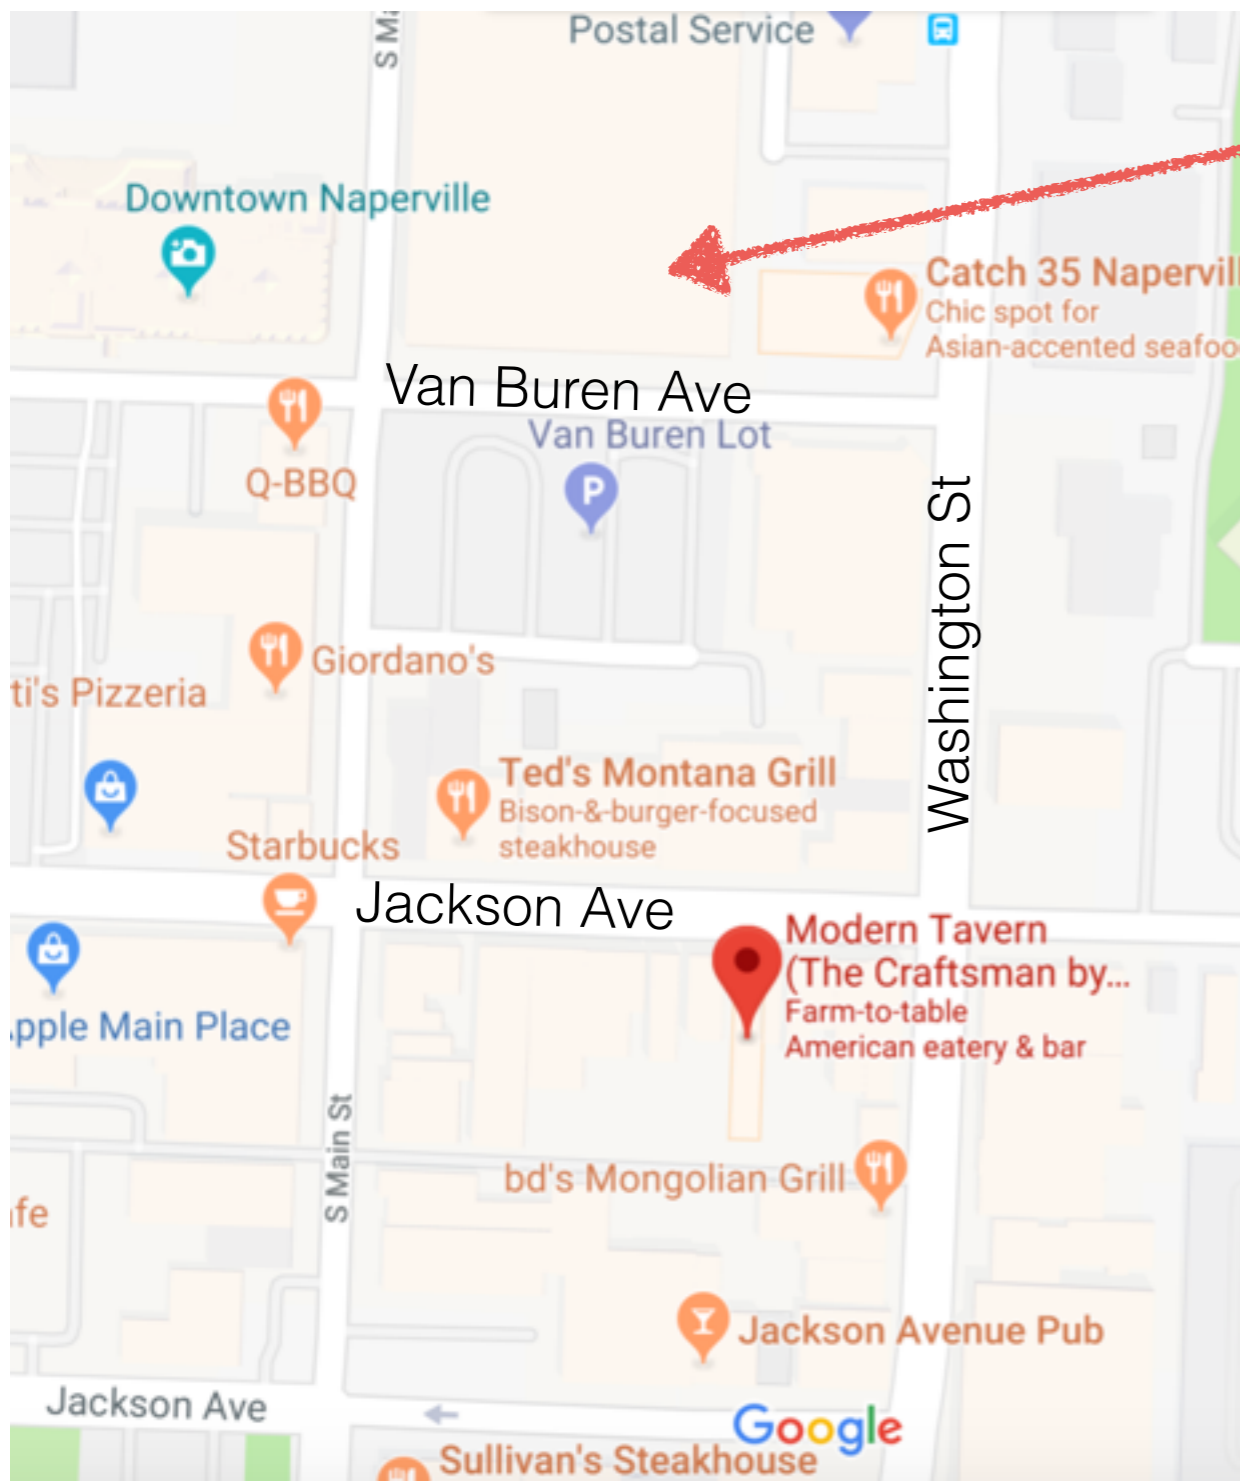 S Ma
Postal Service
Downtown Naperville
Catch 35 Napervill
Chic spot for
Asian-accented seafoo
Van Buren Ave
Van Buren Lot
P
Q-BBQ
Washington St
Giordano's
ti's Pizzeria
Ted's Montana Grill
Bison-&-burger-focused
steakhouse
Starbucks
Jackson Ave
Modern Tavern
(The Craftsman by...
Farm-to-table
American eatery & bar
pple Main Place
S Main St
bd's Mongolian Grill
afe
Jackson Avenue Pub
Jackson Ave
Google
Sullivan's Steakhouse